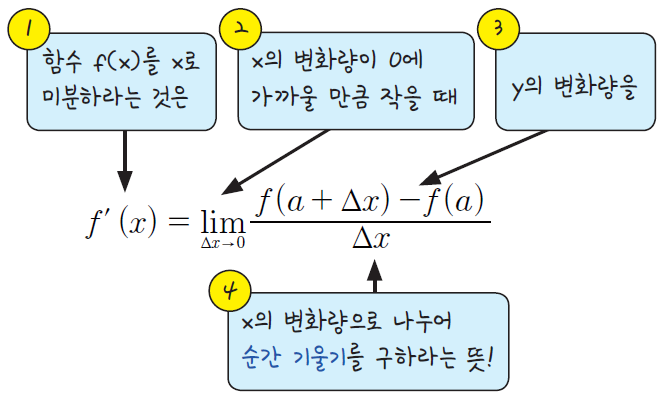 1
함수 f(x)를 x로
미분하라는 것은
2
x의 변화량이 0에
가까울 만큼 작을 때
3
y의 변화량을
f′(x) = lim Δx→0 f(a + Δx) − f(a) / Δx
4
x의 변화량으로 나누어
순간 기울기를 구하라는 뜻!